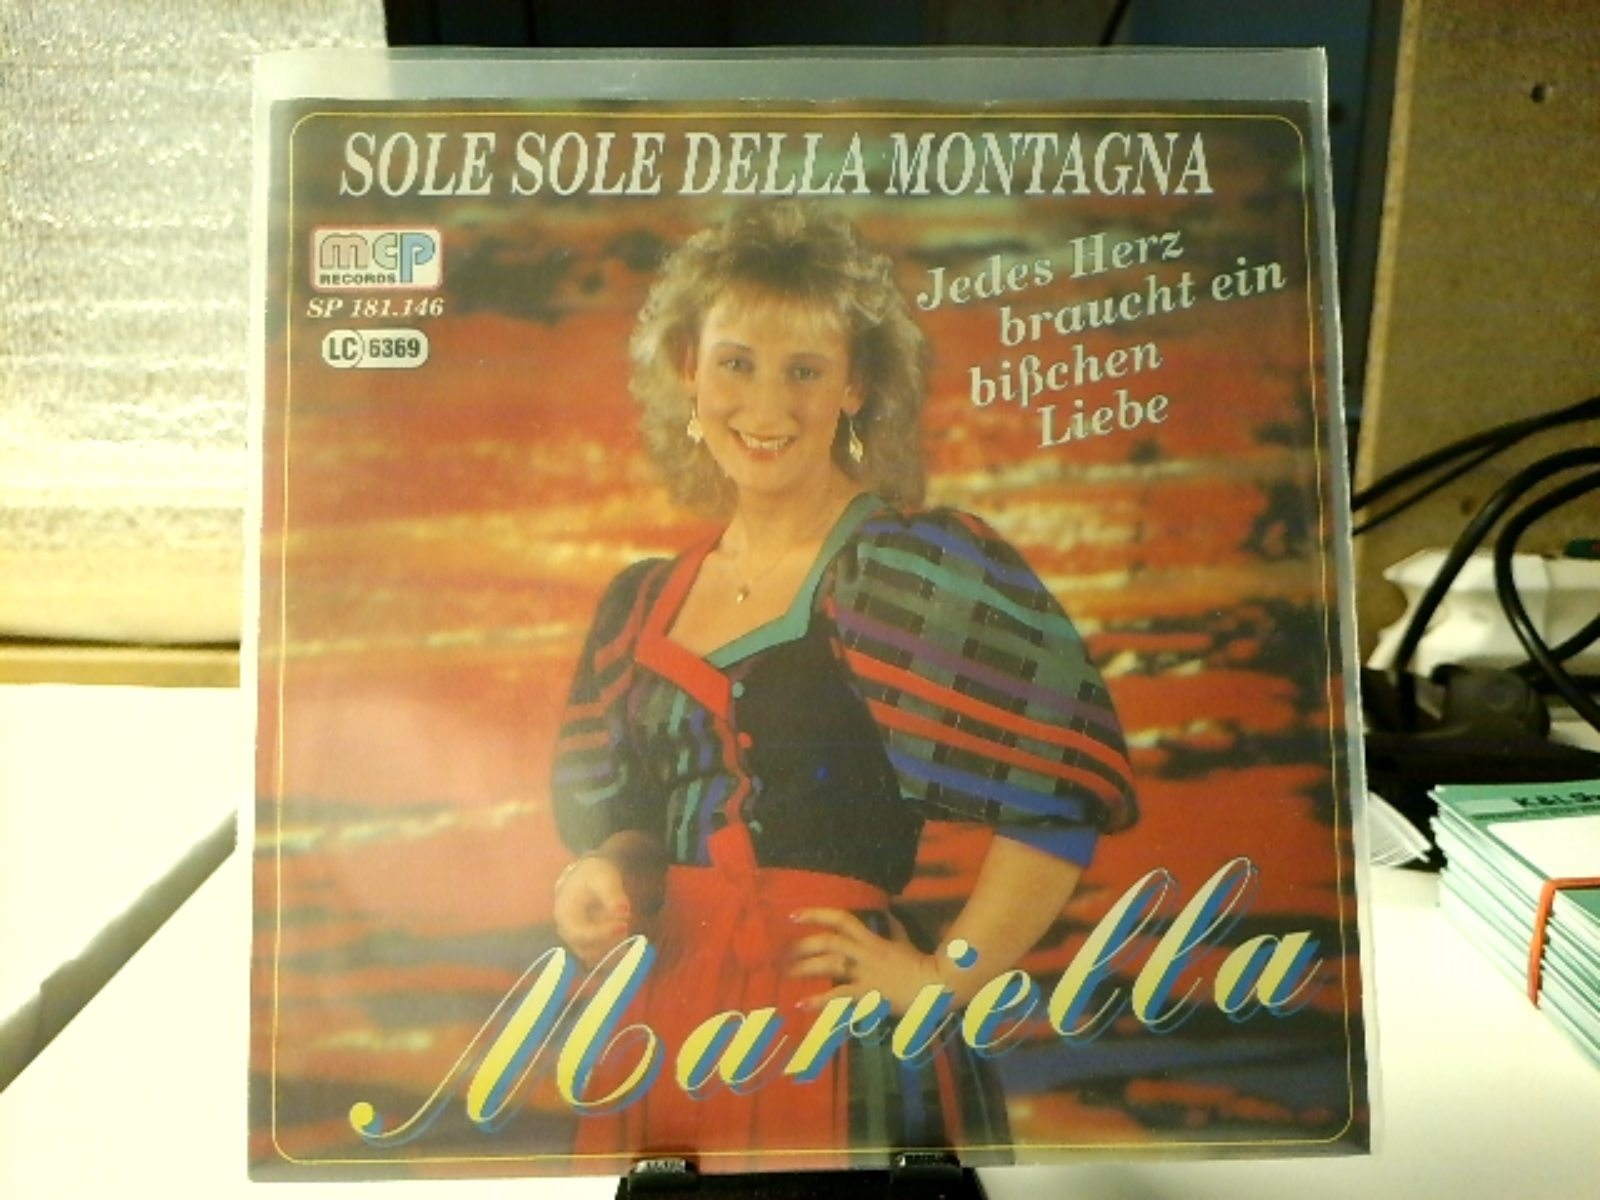 SOLE SOLE DELLA MONTAGNA
mcp
RECORDS
SP 181.146
LC 6369
Jedes Herz
braucht ein
bißchen
Liebe
Mariella